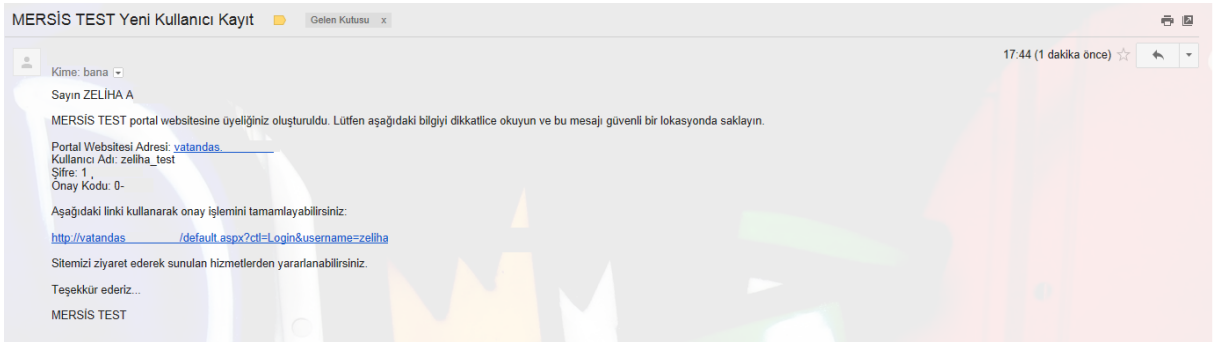 MERSİS TEST Yeni Kullanici Kayıt Gelen Kutusu x
17:44 (1 dakika önce)
Kime: bana
Sayın ZELİHA A
MERSİS TEST portal websitesine üyeliğiniz oluşturuldu. Lütfen aşağıdaki bilgiyi dikkatlice okuyun ve bu mesajı güvenli bir lokasyonda saklayın.
Portal Websitesi Adresi: vatandas.
Kullanıcı Adı: zeliha_test
Şifre: 1
Onay Kodu: 0-
Aşağıdaki linki kullanarak onay işlemini tamamlayabilirsiniz:
http://vatandas /default.aspx?ctl=Login&username=zeliha
Sitemizi ziyaret ederek sunulan hizmetlerden yararlanabilirsiniz.
Teşekkür ederiz...
MERSİS TEST